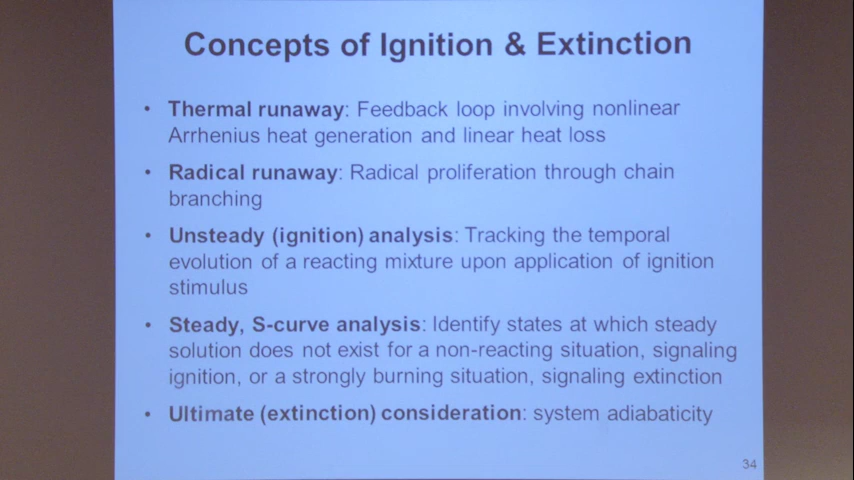 Concepts of Ignition & Extinction
• Thermal runaway: Feedback loop involving nonlinear
Arrhenius heat generation and linear heat loss
• Radical runaway: Radical proliferation through chain
branching
• Unsteady (ignition) analysis: Tracking the temporal
evolution of a reacting mixture upon application of ignition
stimulus
• Steady, S-curve analysis: Identify states at which steady
solution does not exist for a non-reacting situation, signaling
ignition, or a strongly burning situation, signaling extinction
• Ultimate (extinction) consideration: system adiabaticity
34